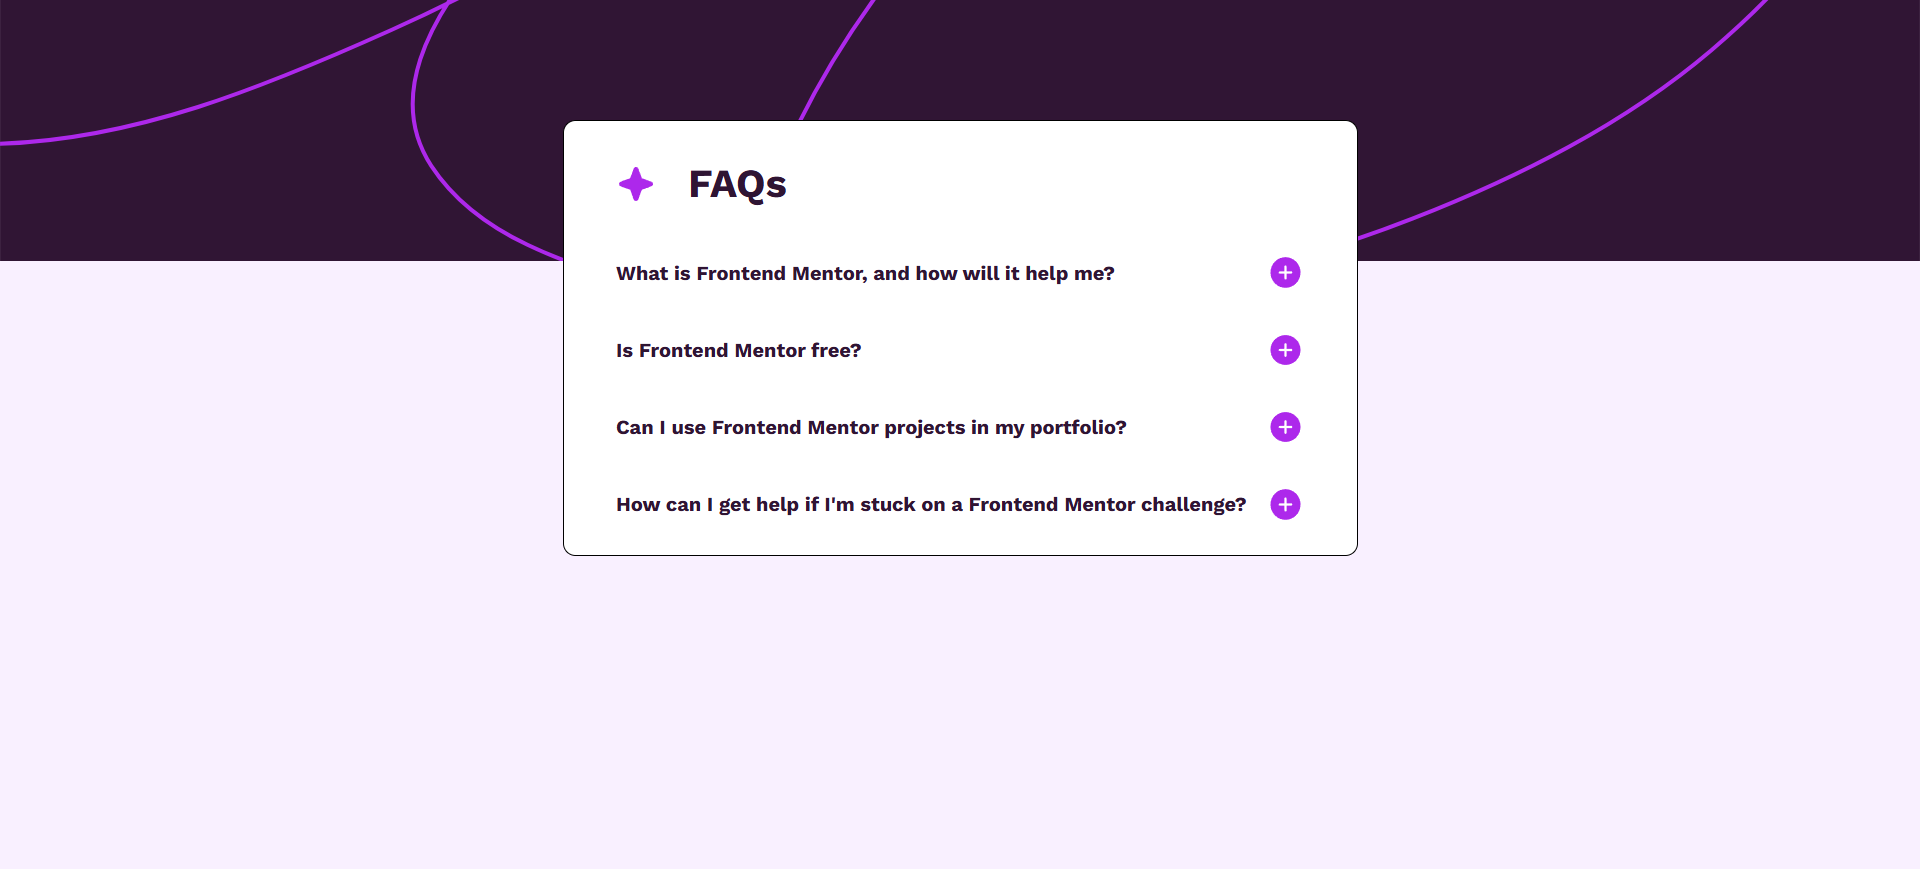 FAQs
What is Frontend Mentor, and how will it help me?
Is Frontend Mentor free?
Can I use Frontend Mentor projects in my portfolio?
How can I get help if I'm stuck on a Frontend Mentor challenge?